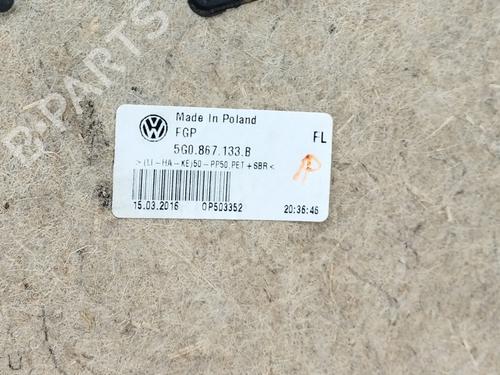 B-PARTS
Made In Poland
FGP
FL
5G0.867.133.B
>(LI-HA-KE)50-PP50.PET+SBR<
15.03.2016 OP503352 20:36:46